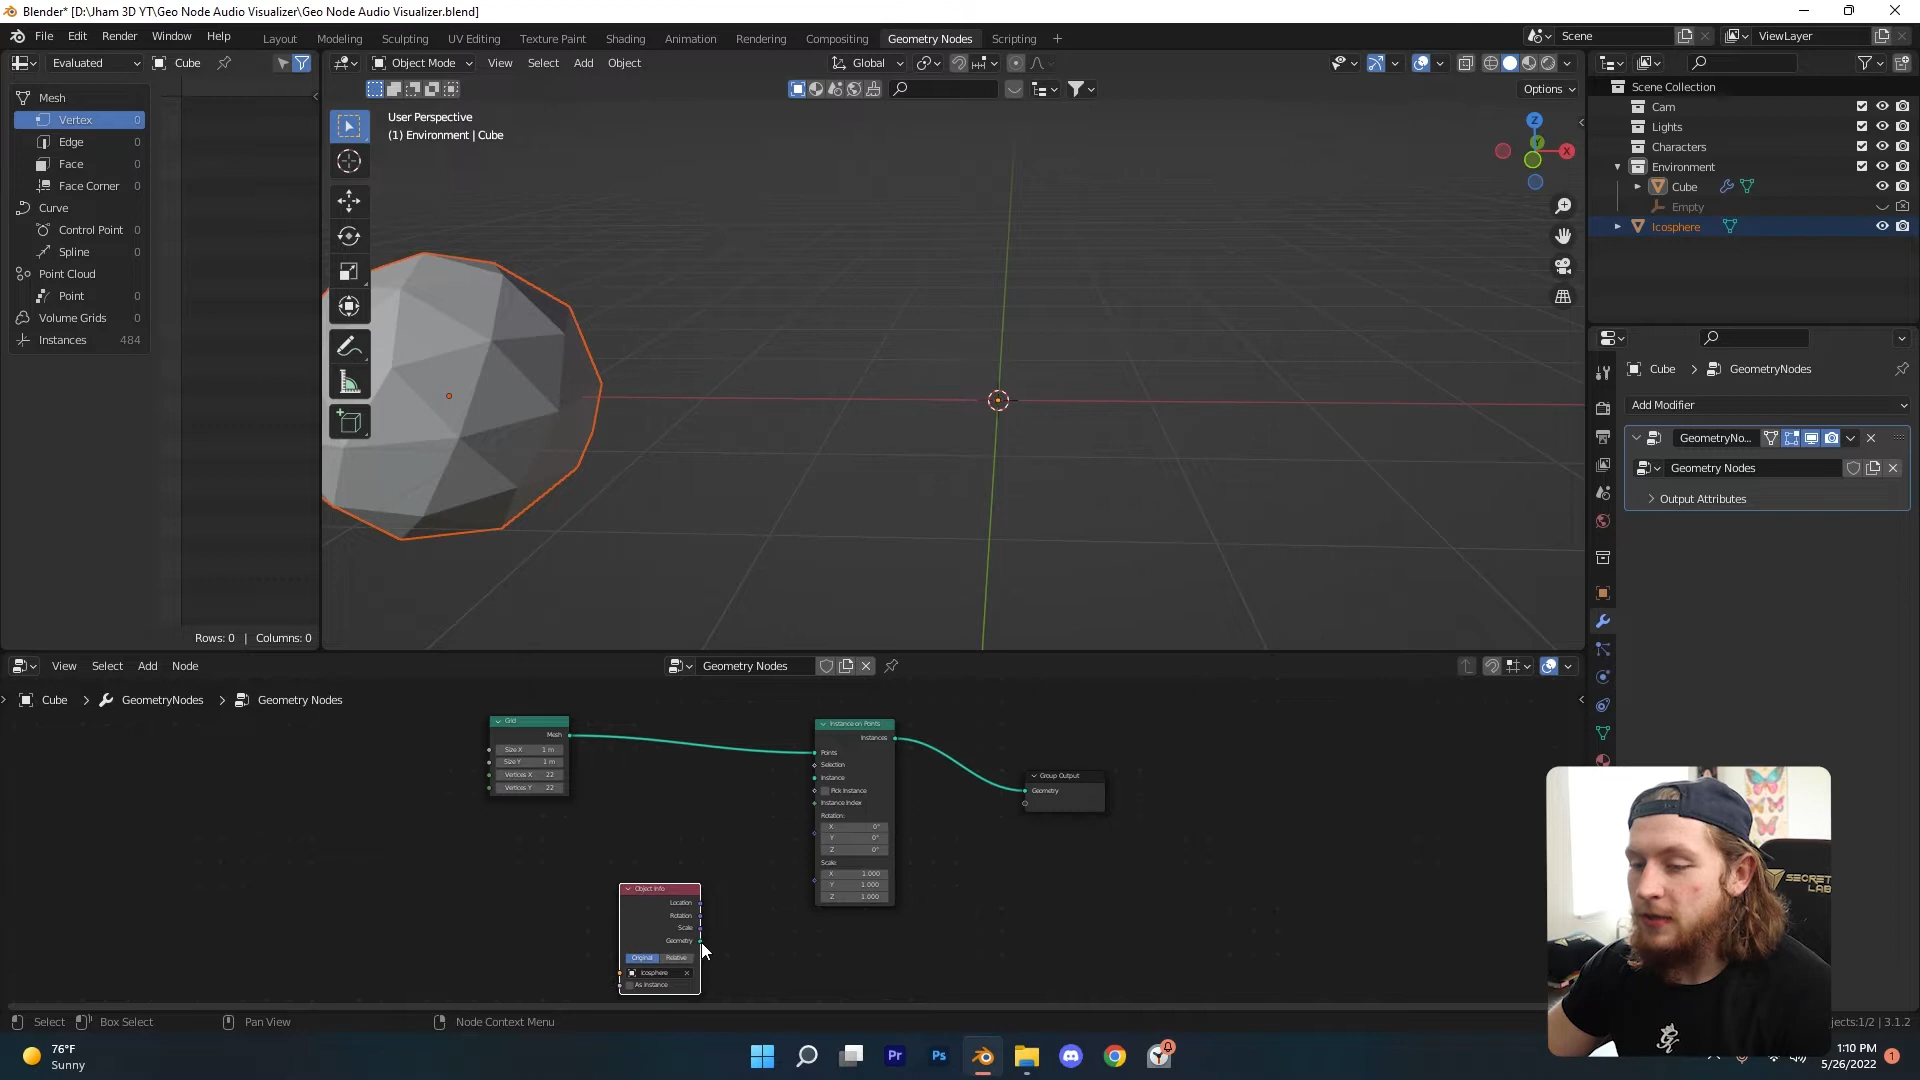 Blender* [D:\Jham 3D YT\Geo Node Audio Visualizer\Geo Node Audio Visualizer.blend]
File Edit Render Window Help
Layout Modeling Sculpting UV Editing Texture Paint Shading Animation Rendering Compositing Geometry Nodes Scripting +
Scene
ViewLayer
Evaluated
Cube
Object Mode View Select Add Object
Global
Options
Mesh
Vertex 0
Edge 0
Face 0
Face Corner 0
Curve
Control Point 0
Spline 0
Point Cloud
Point 0
Volume Grids 0
Instances 484
Rows: 0 | Columns: 0
User Perspective
(1) Environment | Cube
Z
Y
X
Scene Collection
Cam
Lights
Characters
Environment
Cube
Empty
Icosphere
Cube > GeometryNodes
Add Modifier
GeometryNo...
Geometry Nodes
Output Attributes
View Select Add Node
Geometry Nodes
Cube > GeometryNodes > Geometry Nodes
Grid
Mesh
Size X 1 m
Size Y 1 m
Vertices X 22
Vertices Y 22
Instance on Points
Instances
Points
Selection
Instance
Pick Instance
Instance Index
Rotation:
X 0°
Y 0°
Z 0°
Scale:
X 1.000
Y 1.000
Z 1.000
Group Output
Geometry
Object Info
Location
Rotation
Scale
Geometry
Original Relative
Icosphere
As Instance
SECRET
LAB
Select Box Select Pan View Node Context Menu
jects:1/2 | 3.1.2
76°F
Sunny
Pr
Ps
1:10 PM
5/26/2022
1